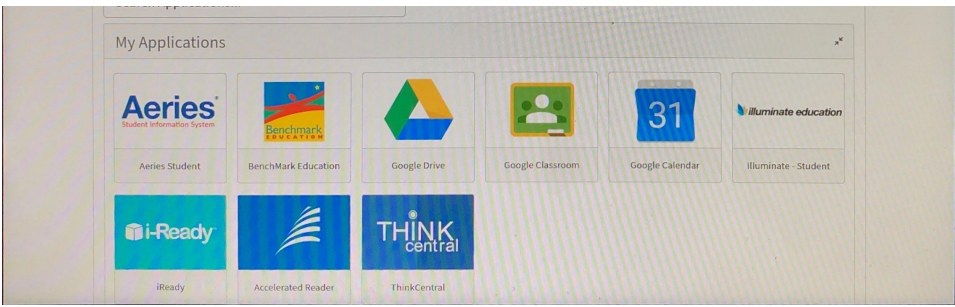 My Applications
Aeries
Student Information System
Benchmark
EDUCATION
31
illuminate education
Aeries Student
BenchMark Education
Google Drive
Google Classroom
Google Calendar
Illuminate - Student
i-Ready
THiNK
central
iReady
Accelerated Reader
ThinkCentral